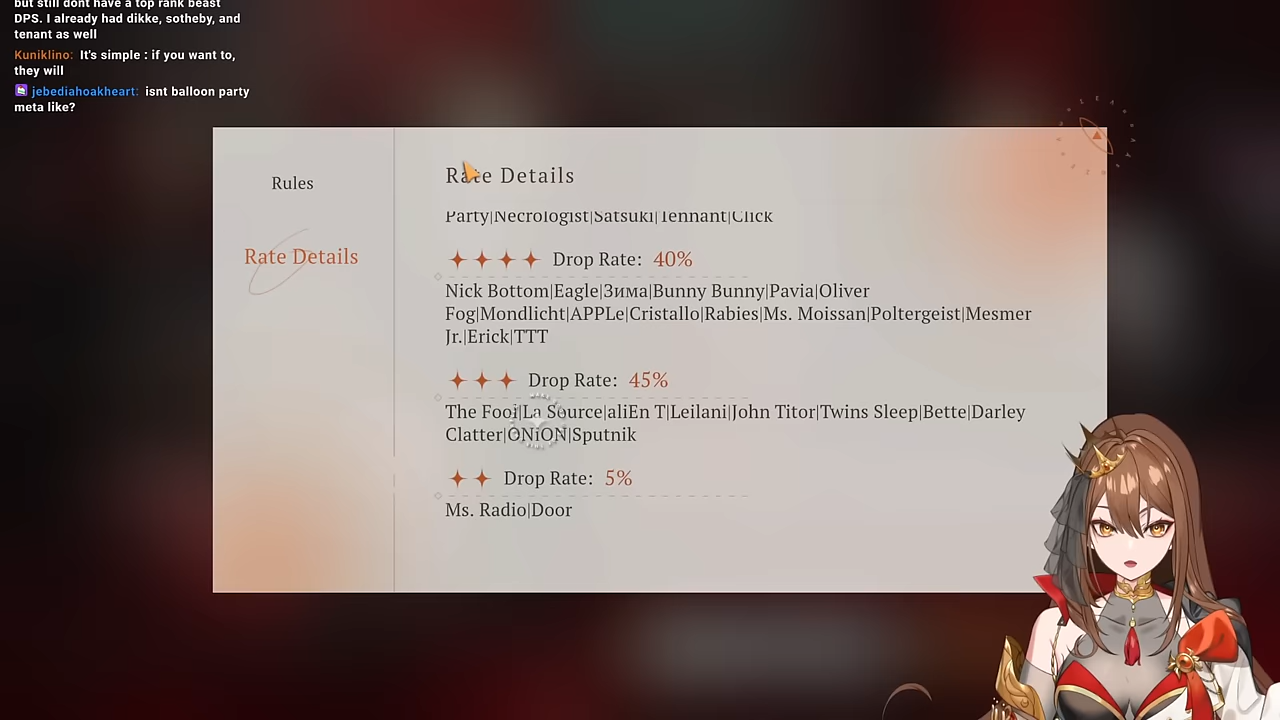 but still dont have a top rank beast
DPS. I already had dikke, sotheby, and
tenant as well
Kuniklino: It's simple : if you want to,
they will
jebediahoakheart: isnt balloon party
meta like?
Rules
Rate Details
Rate Details
Party|Necrologist|Satsuki|Tennant|Click
Drop Rate: 40%
Nick Bottom|Eagle|Зима|Bunny Bunny|Pavia|Oliver
Fog|Mondlicht|APPLe|Cristallo|Rabies|Ms. Moissan|Poltergeist|Mesmer
Jr.|Erick|TTT
Drop Rate: 45%
The Fool|La Source|aliEn T|Leilani|John Titor|Twins Sleep|Bette|Darley
Clatter|ONiON|Sputnik
Drop Rate: 5%
Ms. Radio|Door